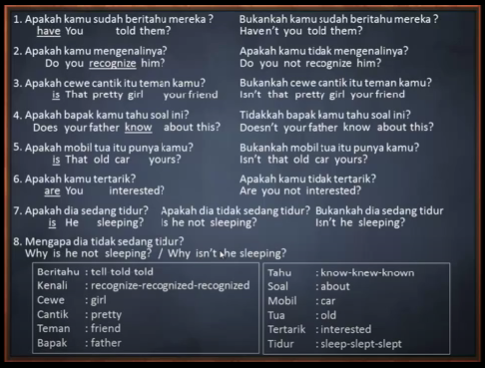 1. Apakah kamu sudah beritahu mereka ? Bukankah kamu sudah beritahu mereka ?
have You told them? Haven't you told them?
2. Apakah kamu mengenalinya? Apakah kamu tidak mengenalinya?
Do you recognize him? Do you not recognize him?
3. Apakah cewe cantik itu teman kamu? Bukankah cewe cantik itu teman kamu?
is That pretty girl your friend Isn't that pretty girl your friend
4. Apakah bapak kamu tahu soal ini? Tidakkah bapak kamu tahu soal ini?
Does your father know about this? Doesn't your father know about this?
5. Apakah mobil tua itu punya kamu? Bukankah mobil tua itu punya kamu?
is That old car yours? Isn't that old car yours?
6. Apakah kamu tertarik? Apakah kamu tidak tertarik?
are You interested? Are you not interested?
7. Apakah dia sedang tidur? Apakah dia tidak sedang tidur? Bukankah dia sedang tidur
is He sleeping? Is he not sleeping? Isn't he sleeping?
8. Mengapa dia tidak sedang tidur?
Why is he not sleeping? / Why isn't he sleeping?
Beritahu : tell told told
Kenali : recognize-recognized-recognized
Cewe : girl
Cantik : pretty
Teman : friend
Bapak : father
Tahu : know-knew-known
Soal : about
Mobil : car
Tua : old
Tertarik : interested
Tidur : sleep-slept-slept